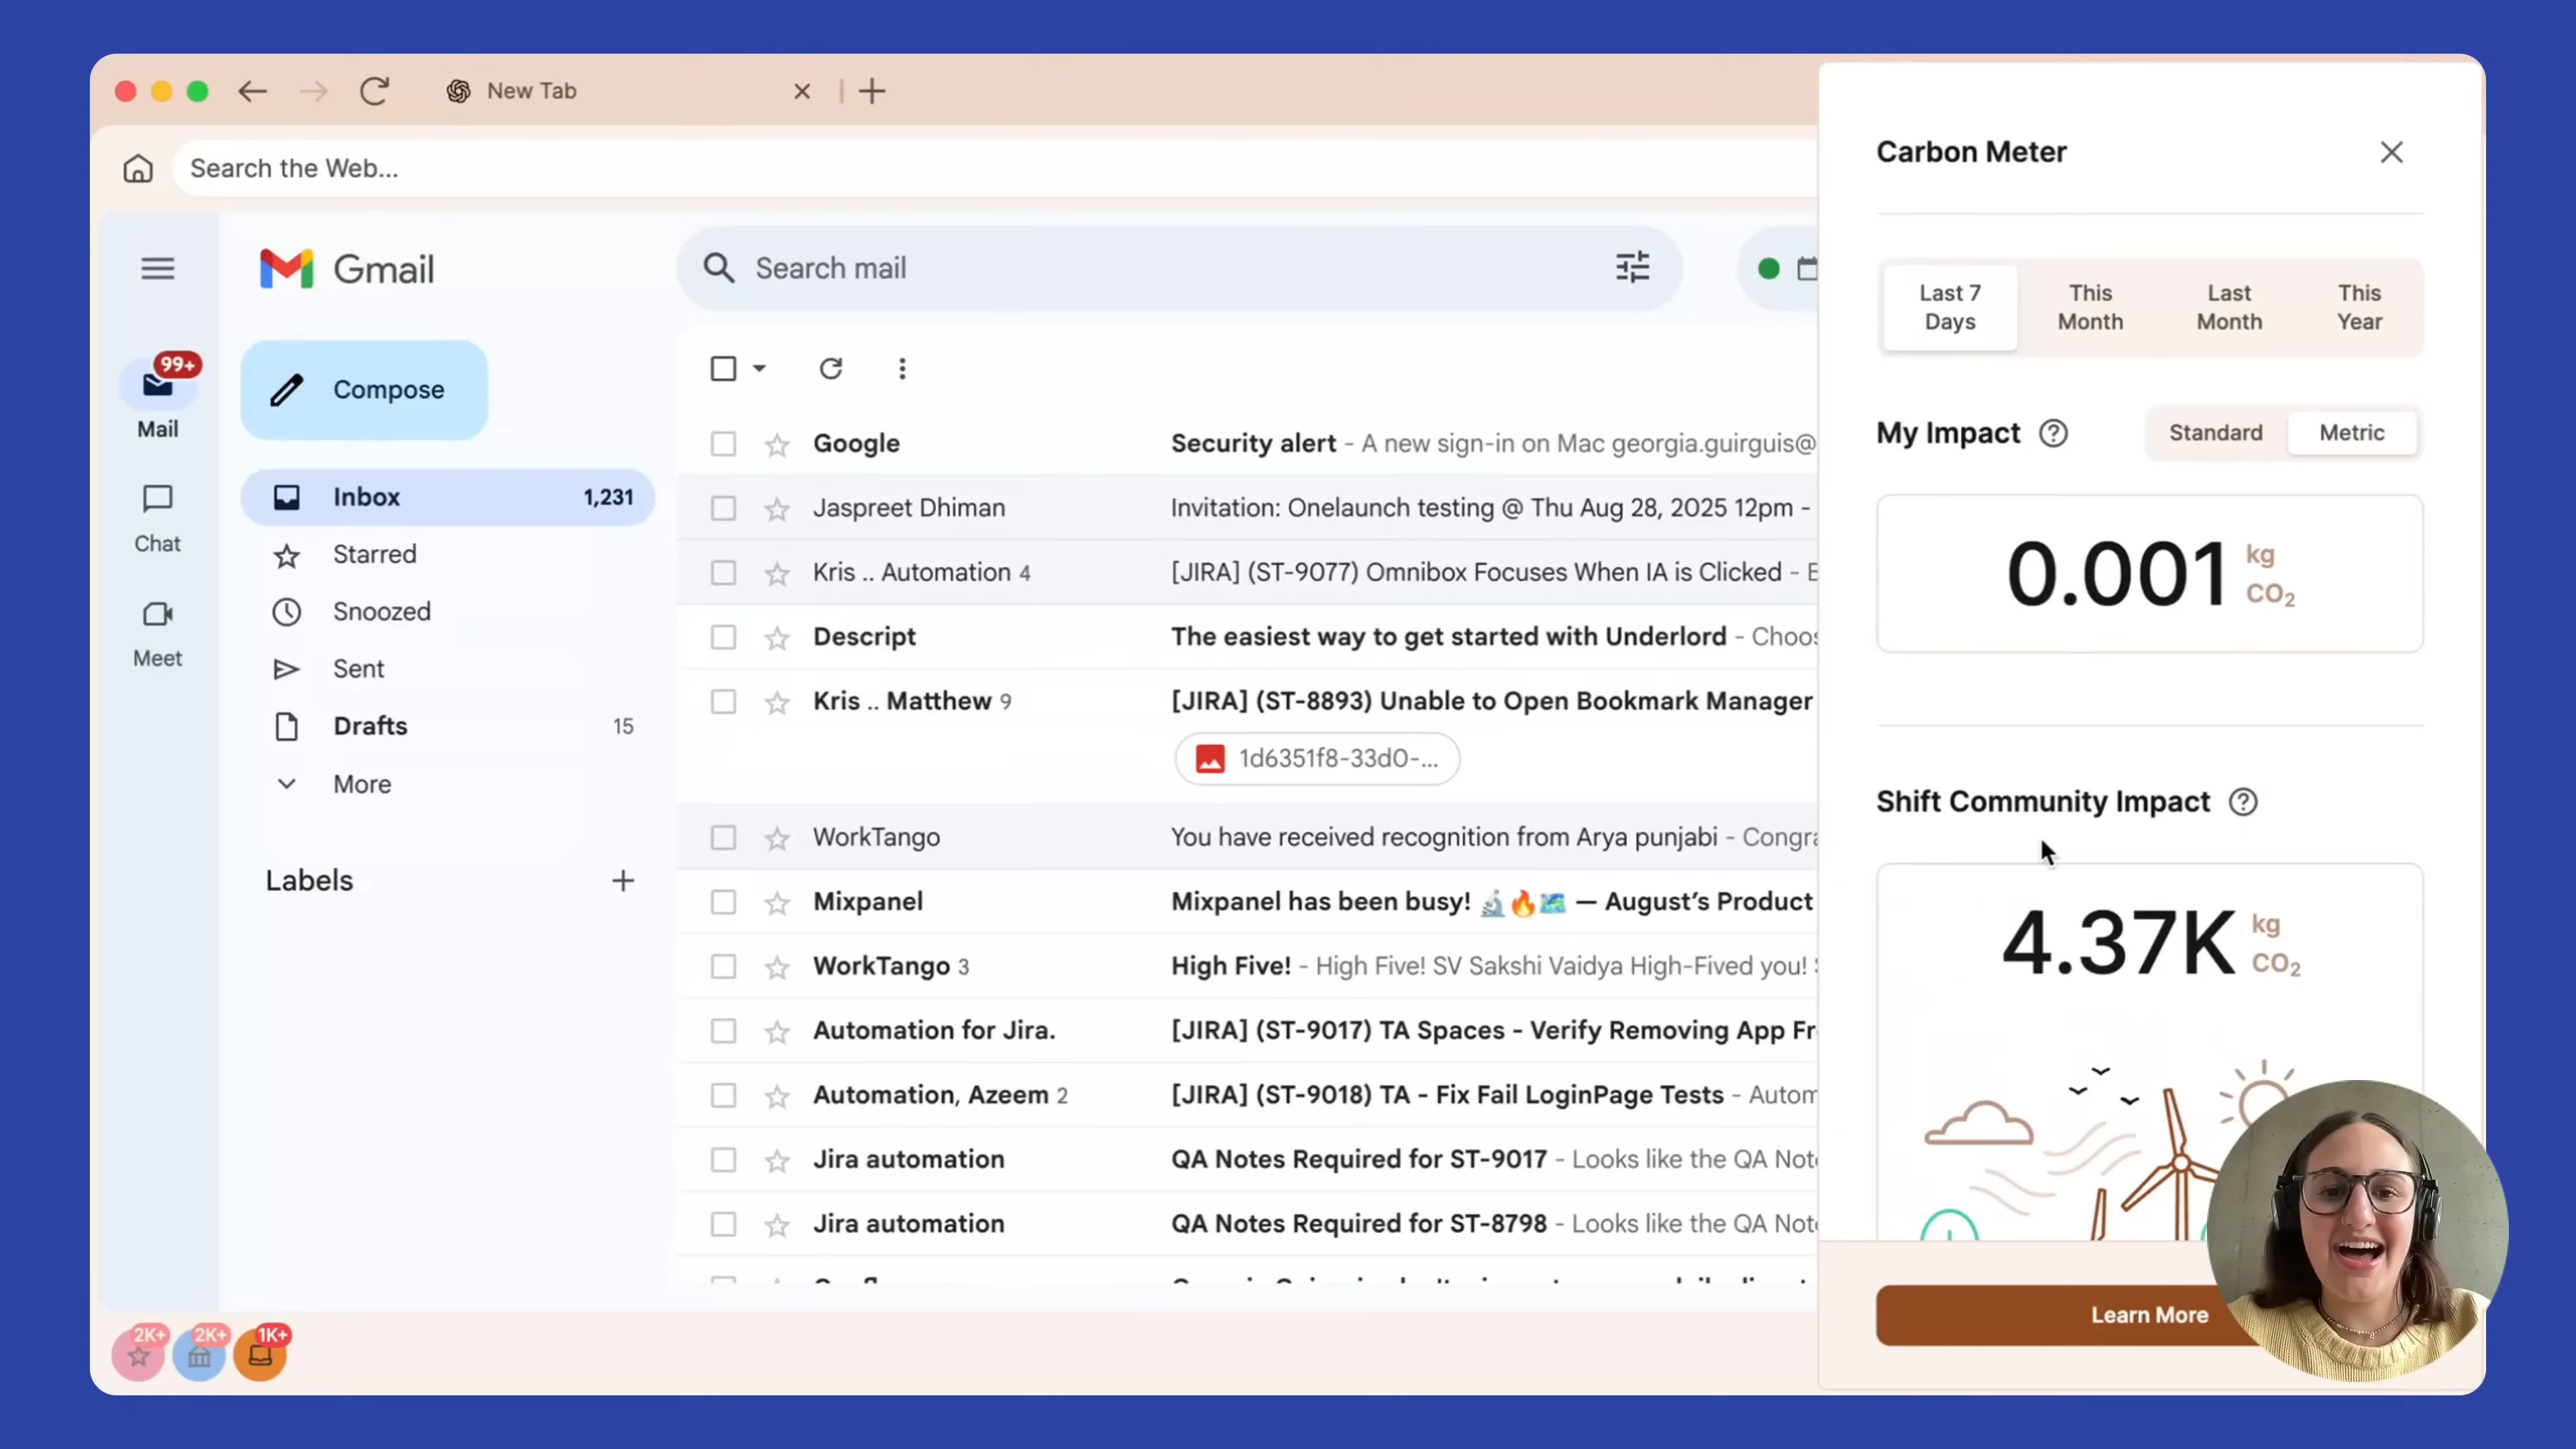 New Tab
Search the Web...
Gmail
Search mail
99+
Mail
Chat
Meet
Compose
Inbox 1,231
Starred
Snoozed
Sent
Drafts 15
More
Labels
Google Security alert - A new sign-in on Mac georgia.guirguis@
Jaspreet Dhiman Invitation: Onelaunch testing @ Thu Aug 28, 2025 12pm -
Kris .. Automation 4 [JIRA] (ST-9077) Omnibox Focuses When IA is Clicked - E
Descript The easiest way to get started with Underlord - Choos
Kris .. Matthew 9 [JIRA] (ST-8893) Unable to Open Bookmark Manager
1d6351f8-33d0-...
WorkTango You have received recognition from Arya punjabi - Congra
Mixpanel Mixpanel has been busy! 🔬🔥🗺️ — August’s Product
WorkTango 3 High Five! - High Five! SV Sakshi Vaidya High-Fived you!
Automation for Jira. [JIRA] (ST-9017) TA Spaces - Verify Removing App Fr
Automation, Azeem 2 [JIRA] (ST-9018) TA - Fix Fail LoginPage Tests - Autom
Jira automation QA Notes Required for ST-9017 - Looks like the QA Not
Jira automation QA Notes Required for ST-8798 - Looks like the QA Not
2K+ 2K+ 1K+
Carbon Meter
Last 7 Days
This Month
Last Month
This Year
My Impact
Standard Metric
0.001 kg CO₂
Shift Community Impact
4.37K kg CO₂
Learn More